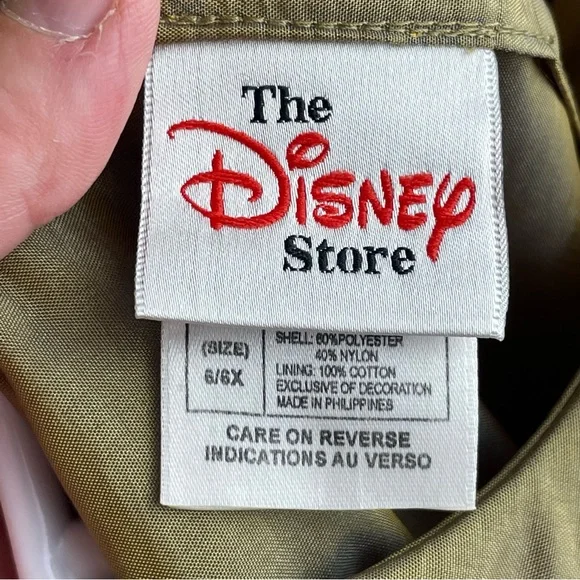 The
Disney
Store
SHELL: 60%POLYESTER
40% NYLON
LINING: 100% COTTON
EXCLUSIVE OF DECORATION
MADE IN PHILIPPINES
(SIZE)
6/6X
CARE ON REVERSE
INDICATIONS AU VERSO